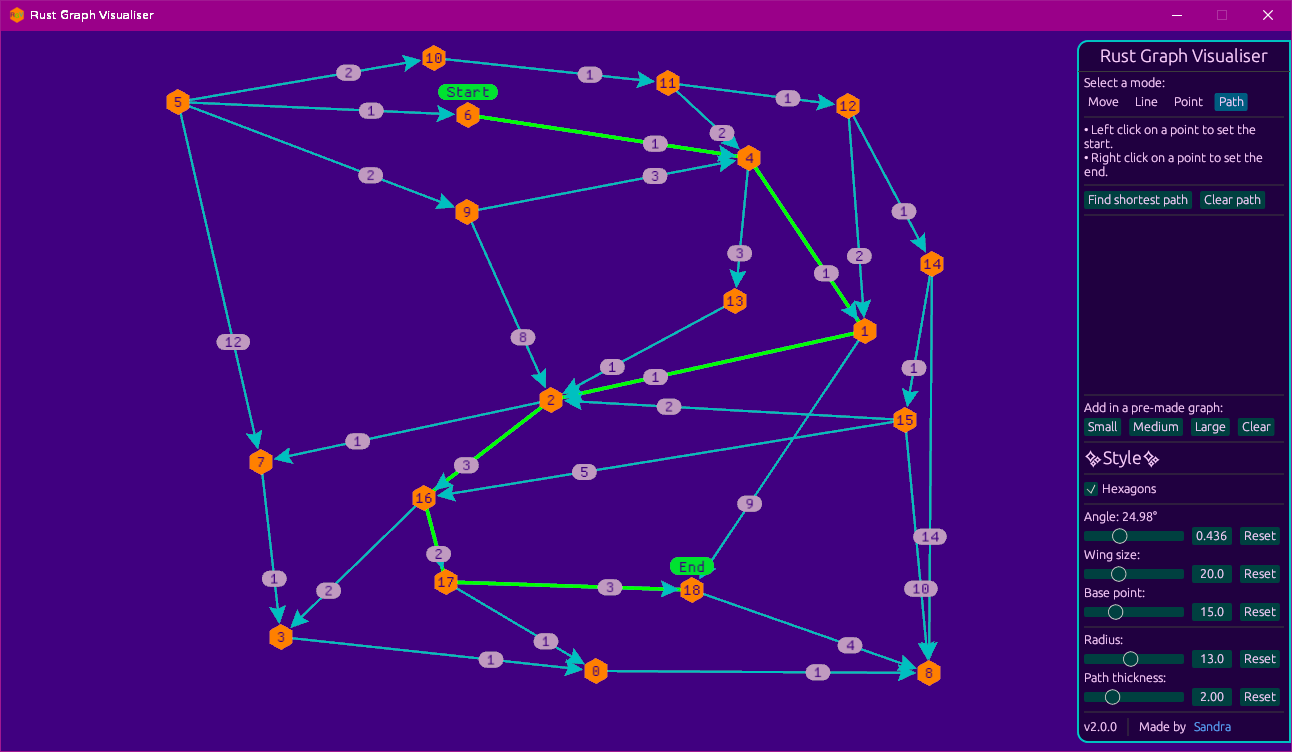 Rust Graph Visualiser
Rust Graph Visualiser
Select a mode:
Move Line Point Path
• Left click on a point to set the
start.
• Right click on a point to set the
end.
Find shortest path Clear path
Add in a pre-made graph:
Small Medium Large Clear
Style
Hexagons
Angle: 24.98°
0.436 Reset
Wing size:
20.0 Reset
Base point:
15.0 Reset
Radius:
13.0 Reset
Path thickness:
2.00 Reset
v2.0.0 Made by Sandra
10
2
1
11
Start
5
1
6
1
12
2
1
4
2
3
9
1
3
2
14
1
13
1
8
12
1
1
1
2
2
15
1
7
3
5
16
9
2
14
End
1
2
17
3
18
10
3
1
1
4
0
1
8